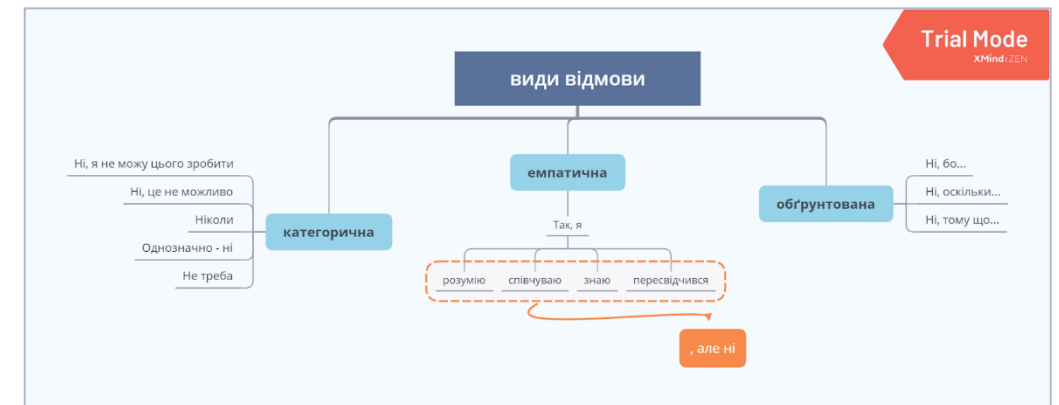 Trial Mode
XMind:ZEN
види відмови
категорична
Ні, я не можу цього зробити
Ні, це не можливо
Ніколи
Однозначно - ні
Не треба
емпатична
Так, я
розумію
співчуваю
знаю
пересвідчився
, але ні
обґрунтована
Ні, бо...
Ні, оскільки...
Ні, тому що...